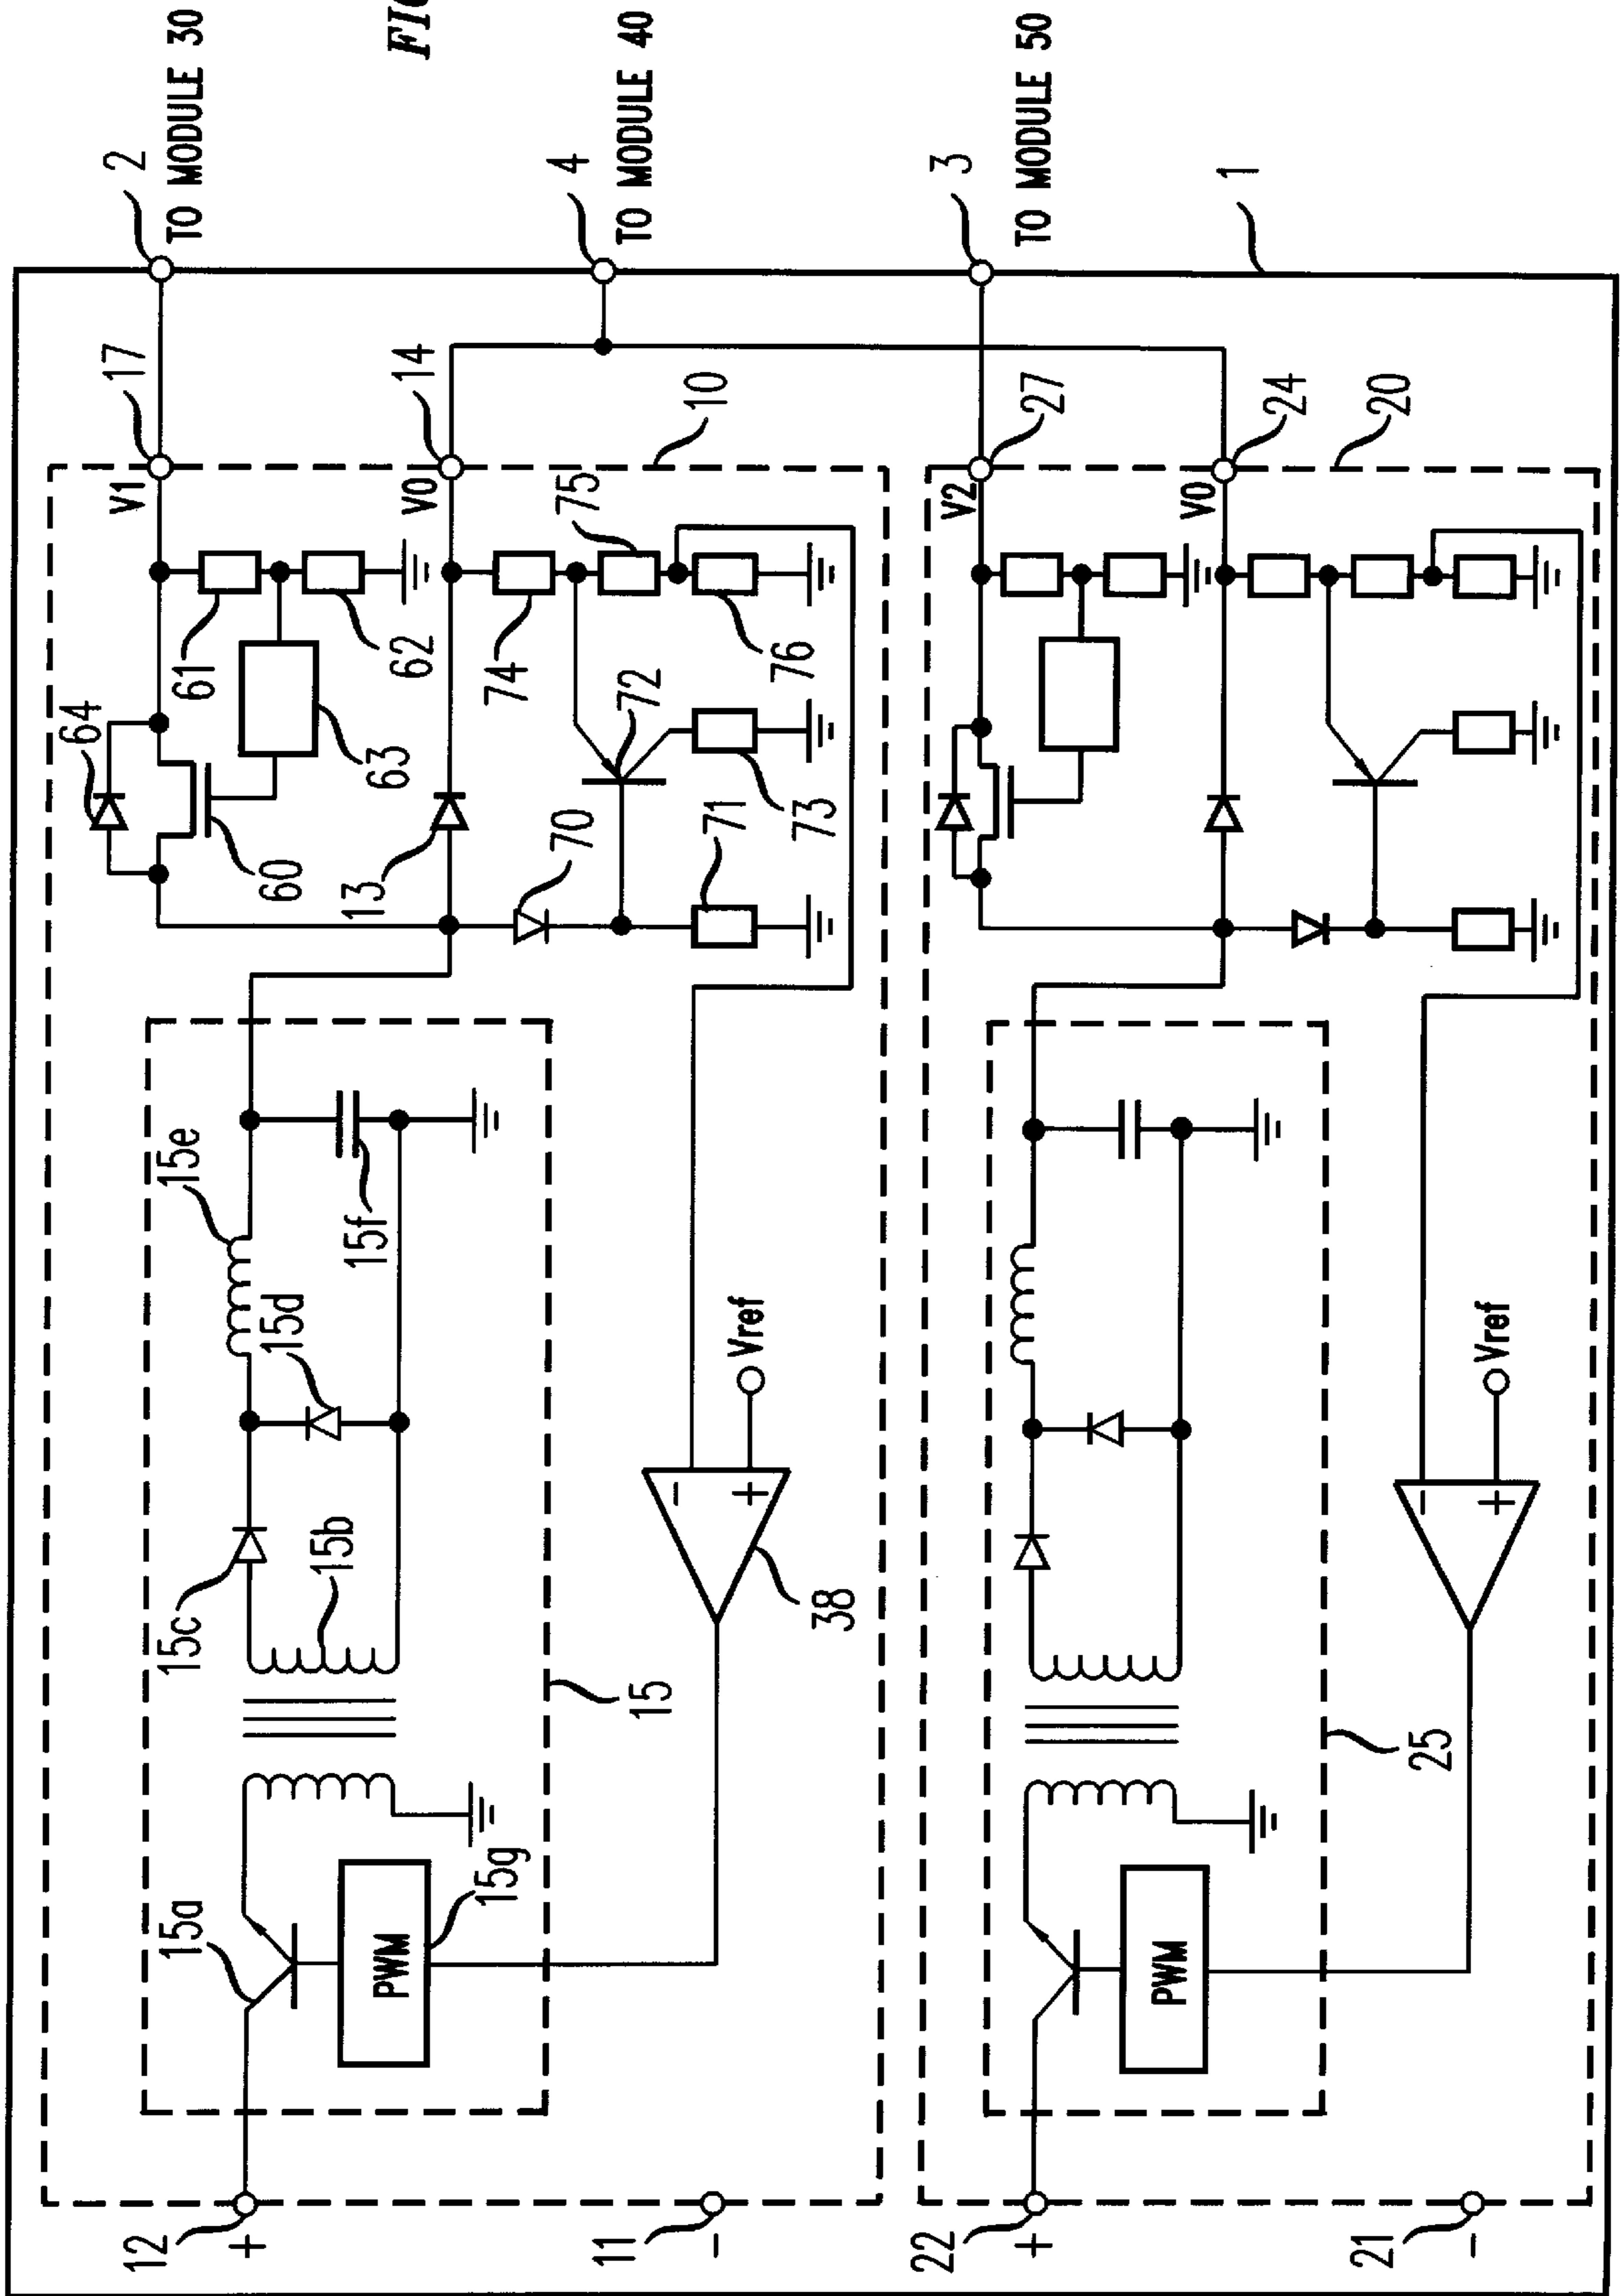 FIG
2
TO MODULE 30
4
TO MODULE 40
3
TO MODULE 50
1
17
14
10
27
24
20
V1
V0
V2
V0
64
61
62
63
60
13
74
75
76
72
70
71
73
15e
15f
15d
15c
15b
15
15a
15g
PWM
Vref
-
+
38
25
PWM
Vref
-
+
12
+
11
-
22
+
21
-